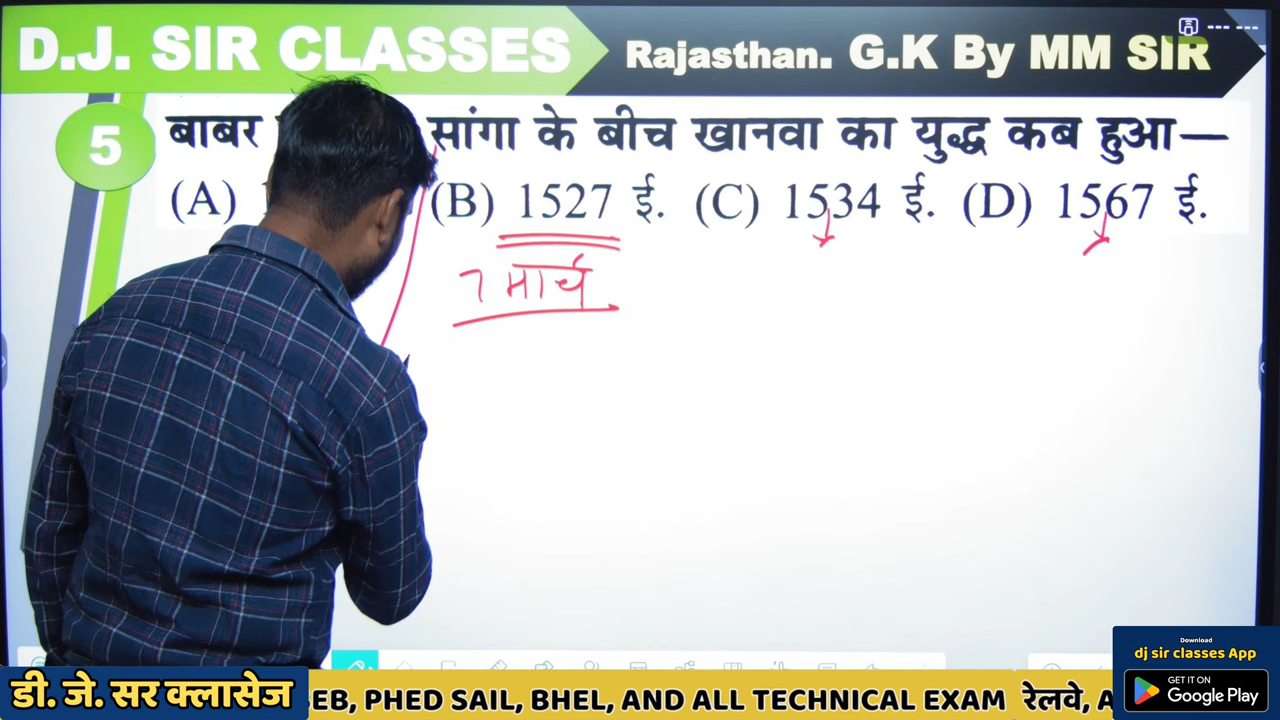 D.J. SIR CLASSES
Rajasthan. G.K By MM SIR
5
बाबर सांगा के बीच खानवा का युद्ध कब हुआ—
(A) (B) 1527 ई. (C) 1534 ई. (D) 1567 ई.
7 मार्च
Download
dj sir classes App
GET IT ON
Google Play
डी. जे. सर क्लासेज
EB, PHED SAIL, BHEL, AND ALL TECHNICAL EXAM रेलवे, A